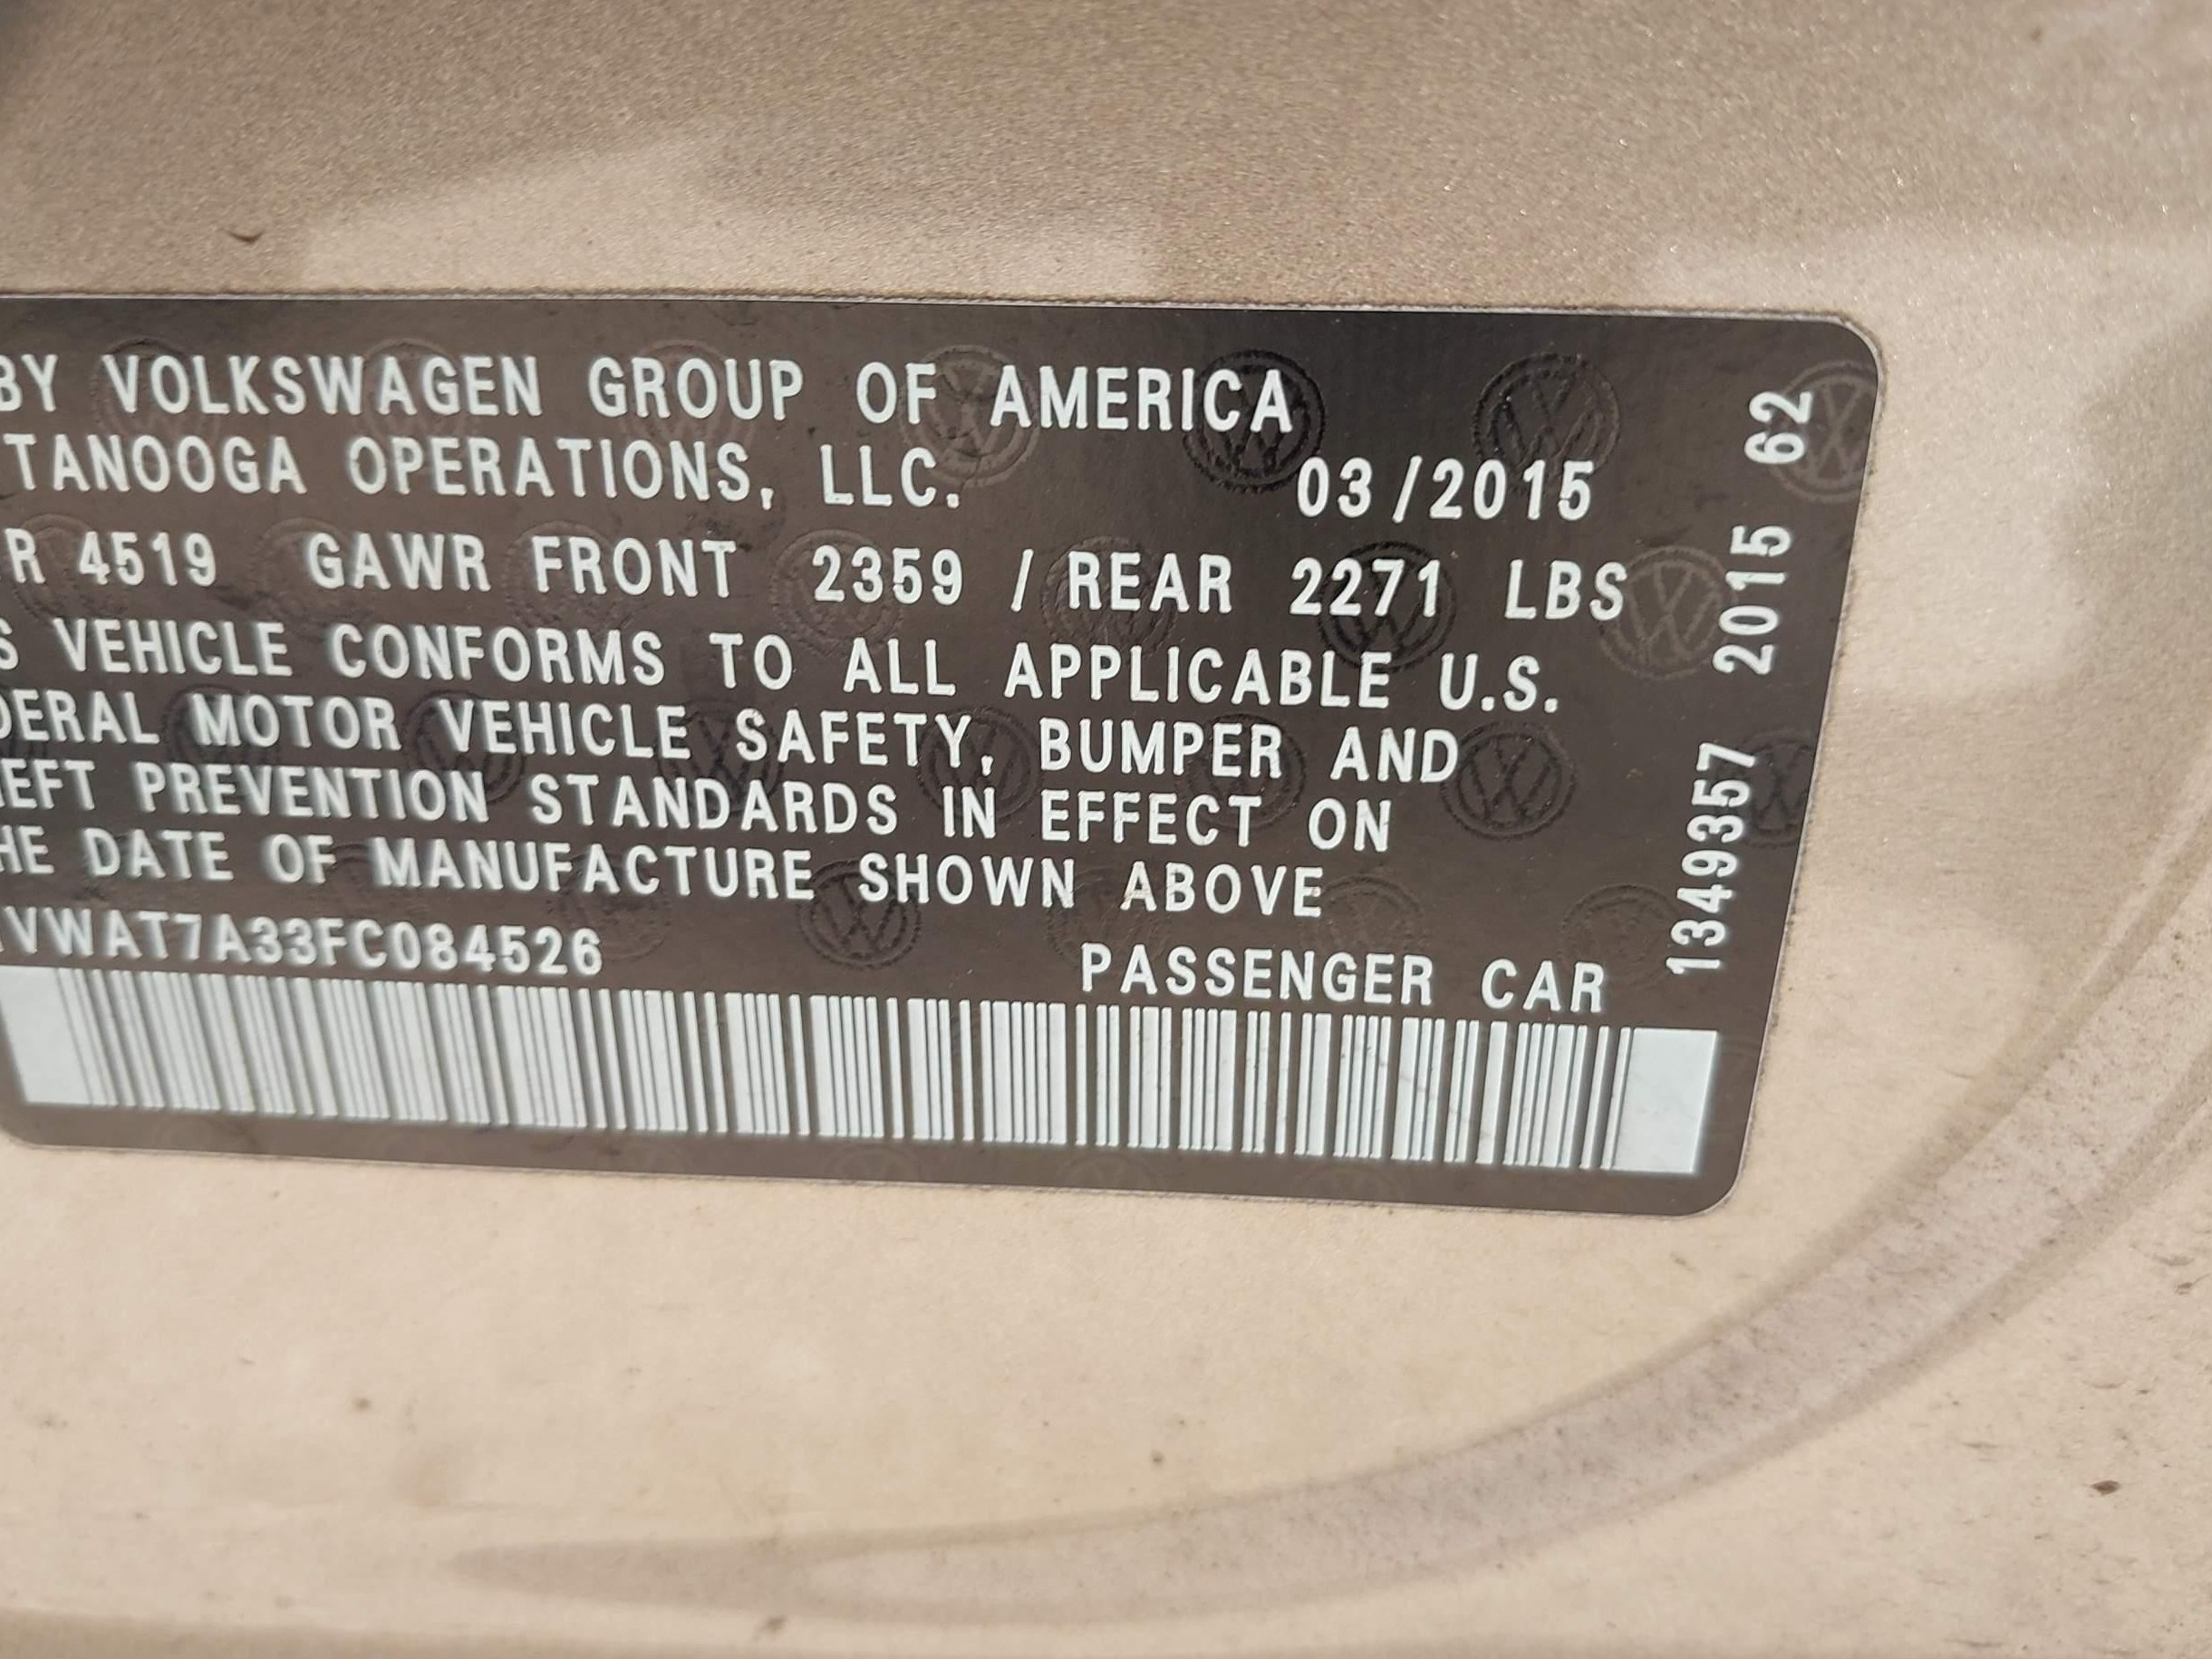 BY VOLKSWAGEN GROUP OF AMERICA
TANOOGA OPERATIONS, LLC. 03/2015
R 4519 GAWR FRONT 2359 / REAR 2271 LBS
S VEHICLE CONFORMS TO ALL APPLICABLE U.S.
DERAL MOTOR VEHICLE SAFETY, BUMPER AND
EFT PREVENTION STANDARDS IN EFFECT ON
HE DATE OF MANUFACTURE SHOWN ABOVE
VWAT7A33FC084526 PASSENGER CAR
1349357 2015 62